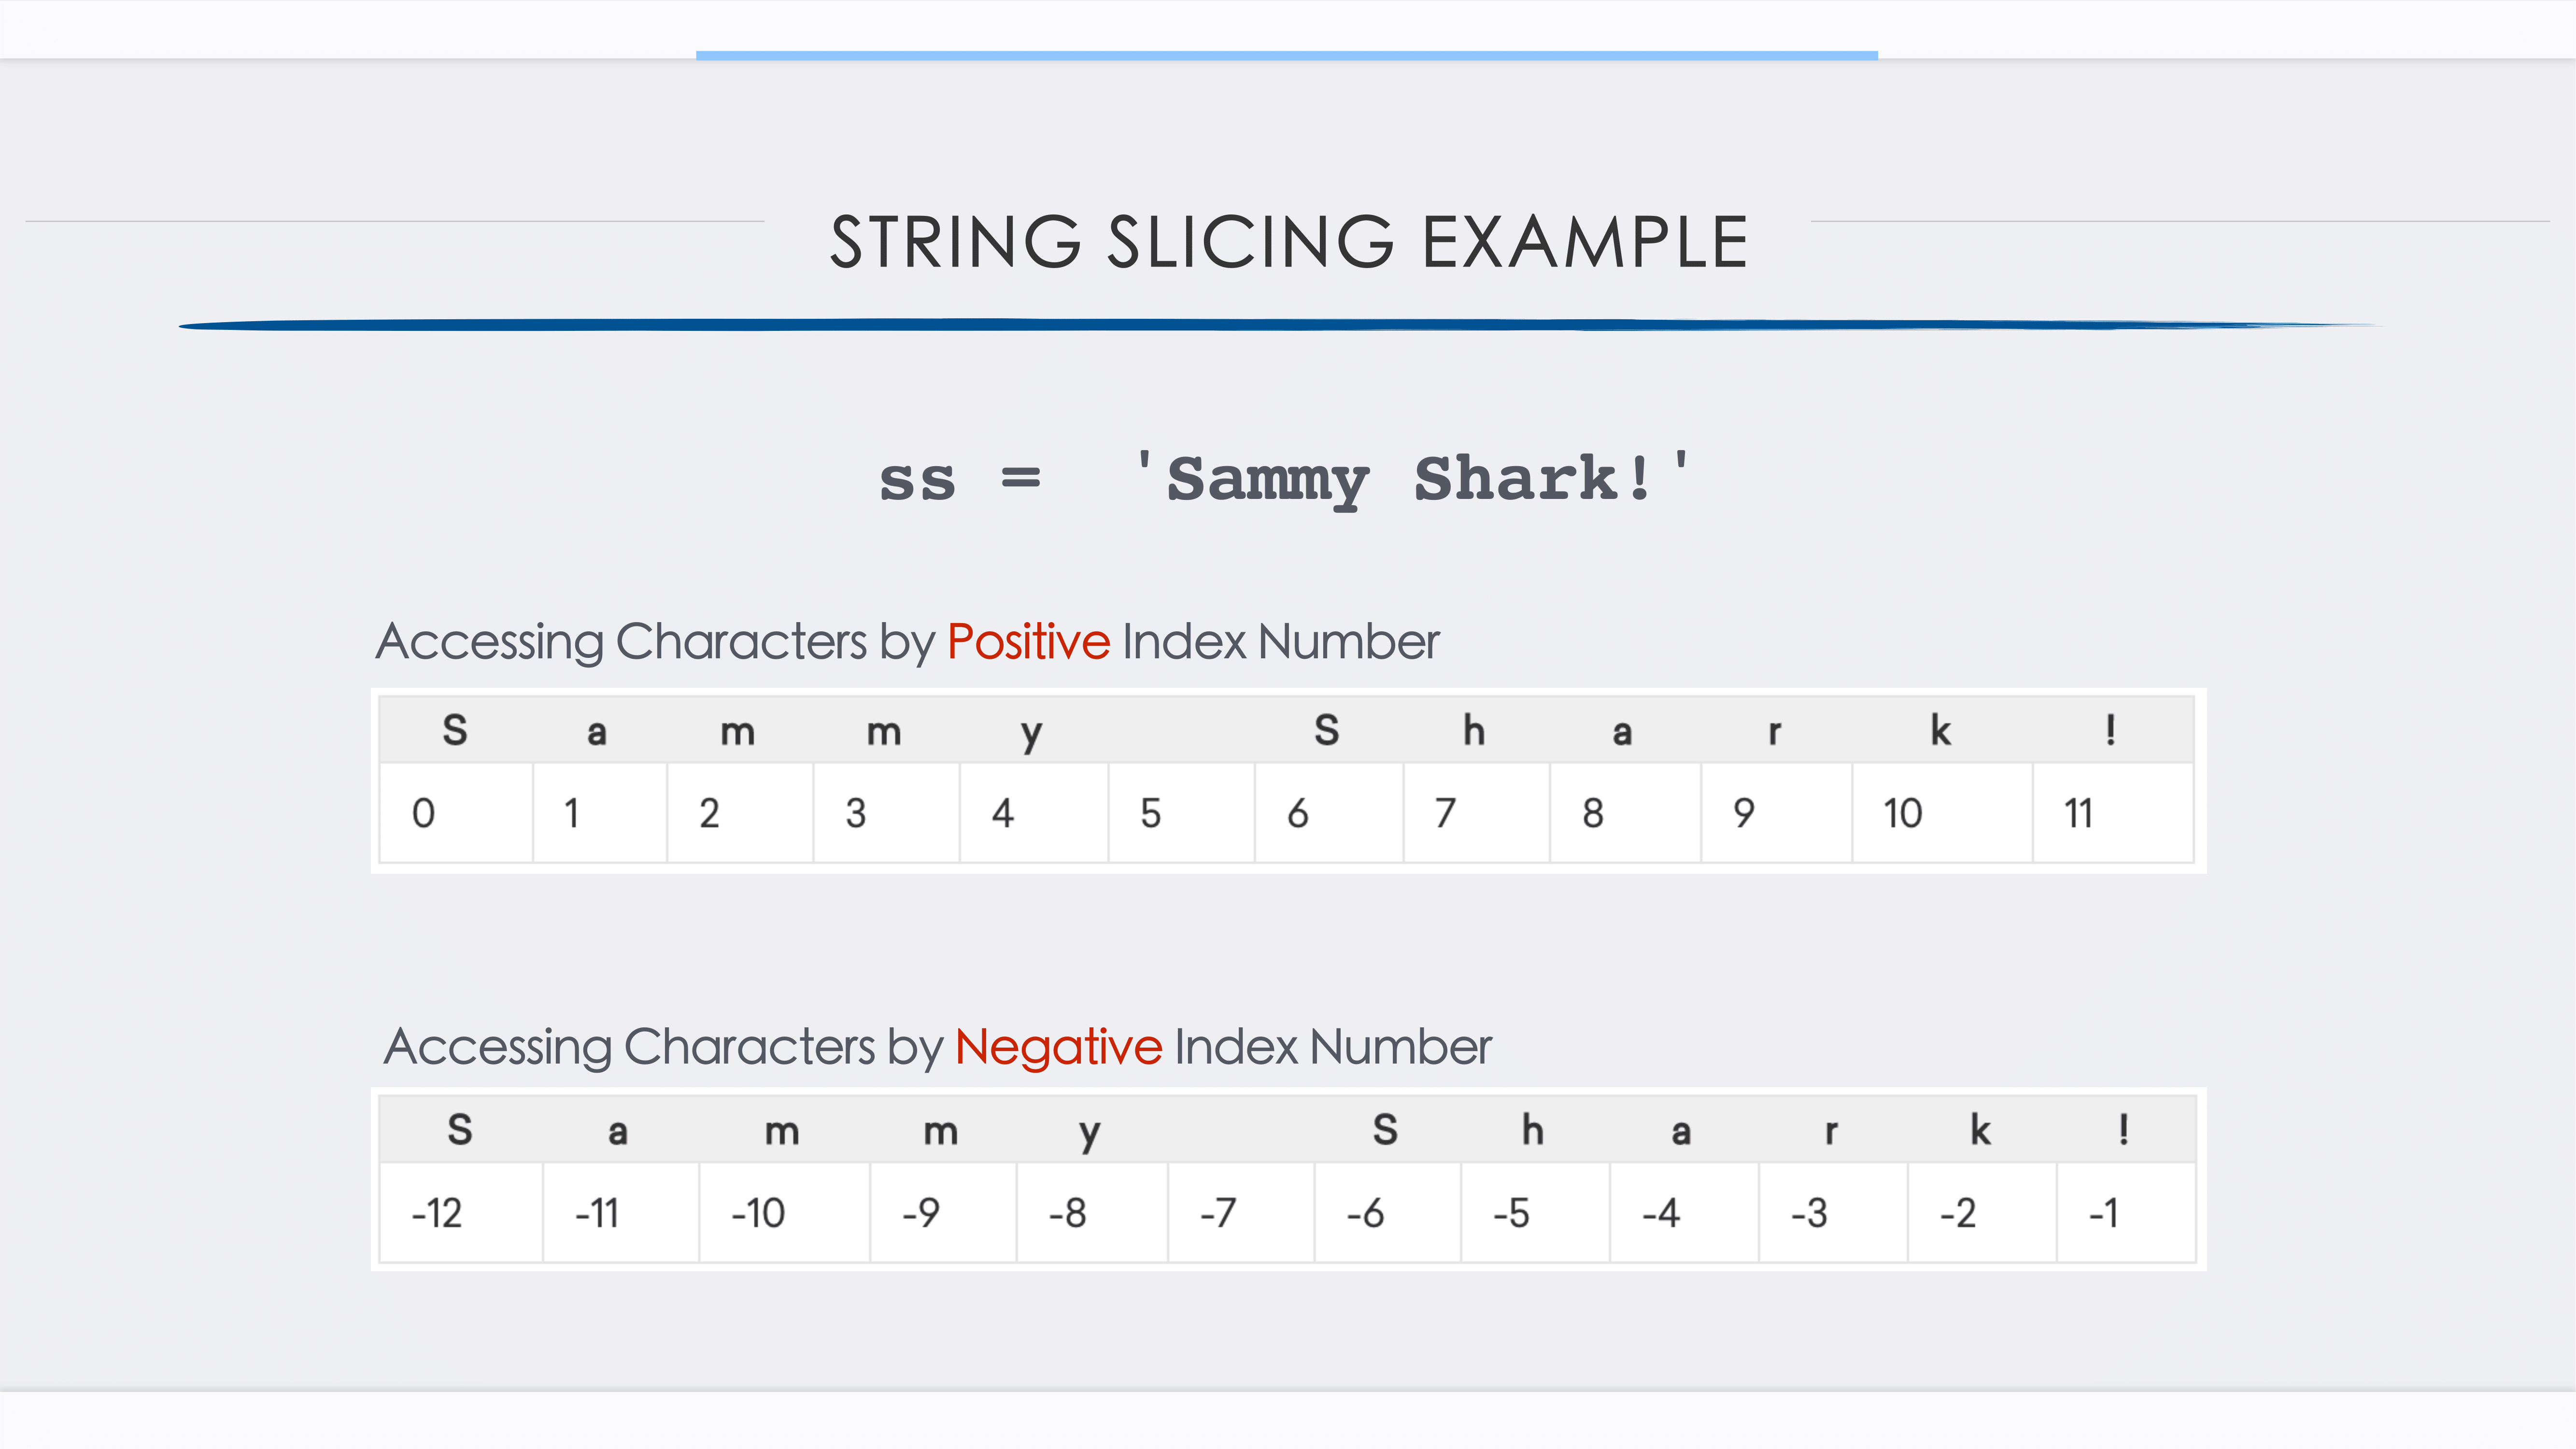 STRING SLICING EXAMPLE
ss =  'Sammy Shark!'
Accessing Characters by Positive Index Number
S a m m y S h a r k !
0 1 2 3 4 5 6 7 8 9 10 11
Accessing Characters by Negative Index Number
S a m m y S h a r k !
-12 -11 -10 -9 -8 -7 -6 -5 -4 -3 -2 -1